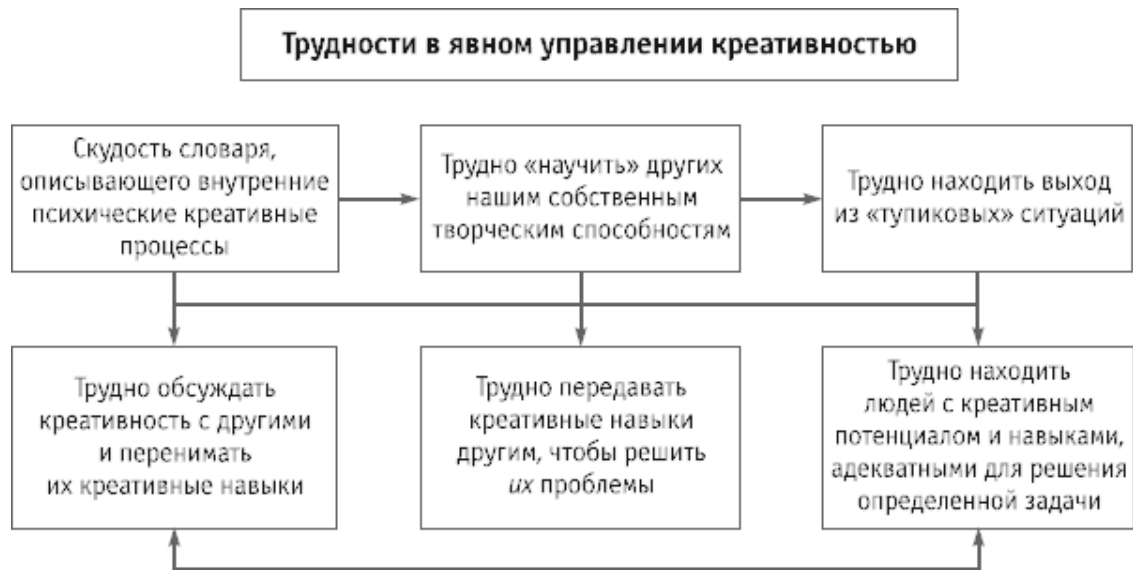 Трудности в явном управлении креативностью
Скудость словаря,
описывающего внутренние
психические креативные
процессы
Трудно «научить» других
нашим собственным
творческим способностям
Трудно находить выход
из «тупиковых» ситуаций
Трудно обсуждать
креативность с другими
и перенимать
их креативные навыки
Трудно передавать
креативные навыки
другим, чтобы решить
их проблемы
Трудно находить
людей с креативным
потенциалом и навыками,
адекватными для решения
определенной задачи